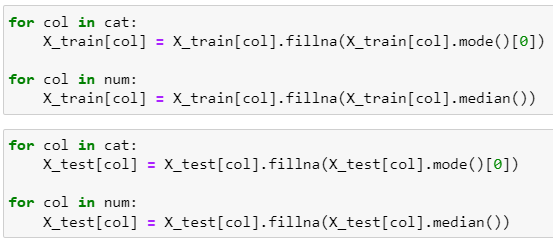 for col in cat:
    X_train[col] = X_train[col].fillna(X_train[col].mode()[0])
for col in num:
    X_train[col] = X_train[col].fillna(X_train[col].median())
for col in cat:
    X_test[col] = X_test[col].fillna(X_test[col].mode()[0])
for col in num:
    X_test[col] = X_test[col].fillna(X_test[col].median())